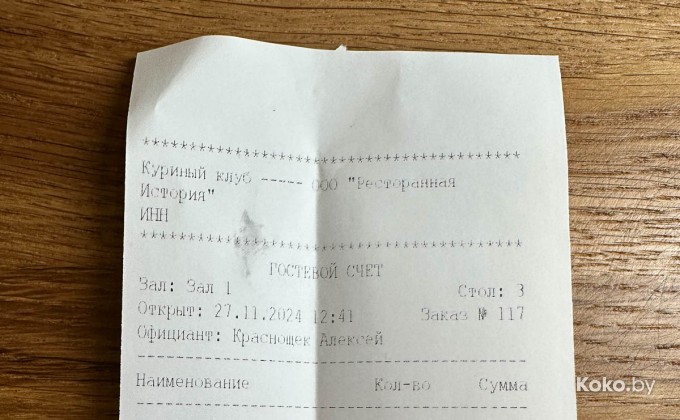 ****************************************
Куриный клуб ----- ООО "Ресторанная
История"
ИНН
****************************************
ГОСТЕВОЙ СЧЕТ
Зал: Зал 1 Стол: 3
Открыт: 27.11.2024 12:41 Заказ № 117
Официант: Краснощек Алексей
----------------------------------------
Наименование Кол-во Сумма
----------------------------------------
Koko.by